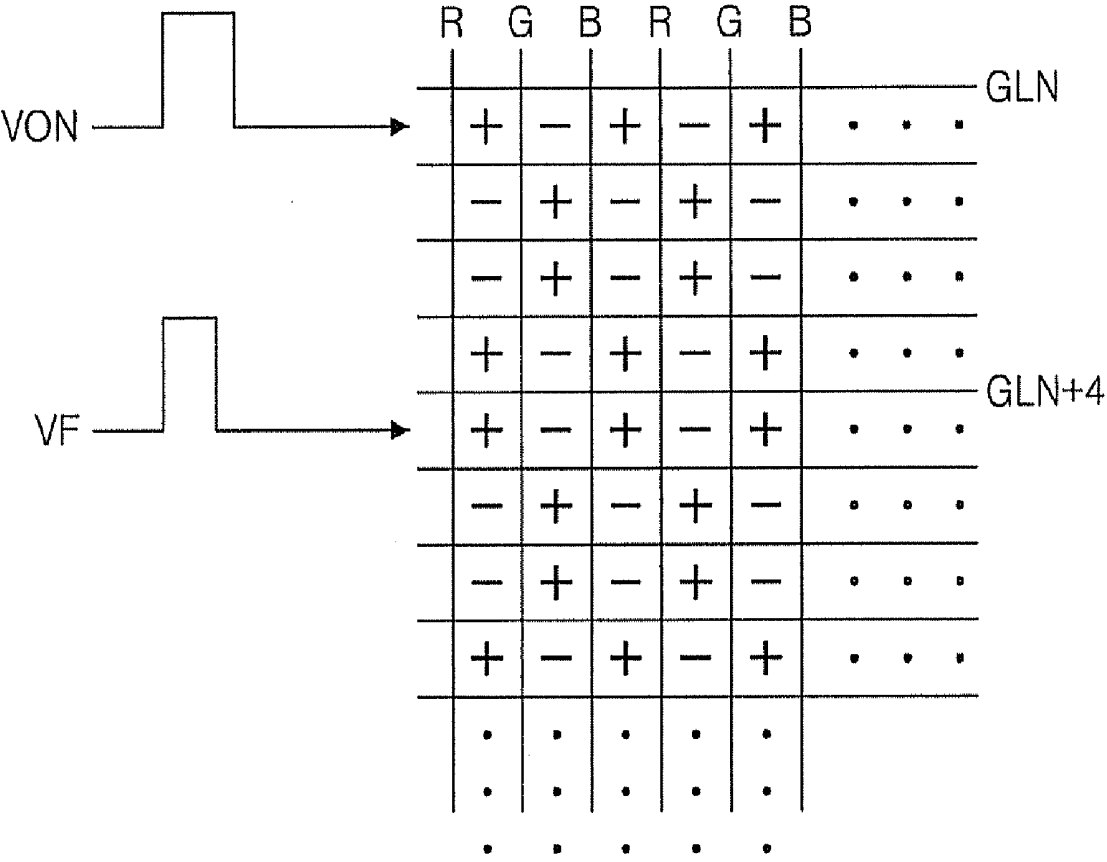 R G B R G B
GLN
VON + − + − + • • •
− + − + − • • •
− + − + − • • •
+ − + − + • • •
GLN+4
VF + − + − + • • •
− + − + − • • •
− + − + − • • •
+ − + − + • • •